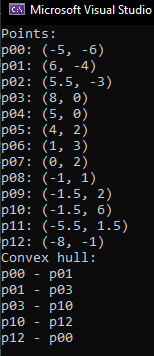 Microsoft Visual Studio
Points:
p00: (-5, -6)
p01: (6, -4)
p02: (5.5, -3)
p03: (8, 0)
p04: (5, 0)
p05: (4, 2)
p06: (1, 3)
p07: (0, 2)
p08: (-1, 1)
p09: (-1.5, 2)
p10: (-1.5, 6)
p11: (-5.5, 1.5)
p12: (-8, -1)
Convex hull:
p00 - p01
p01 - p03
p03 - p10
p10 - p12
p12 - p00